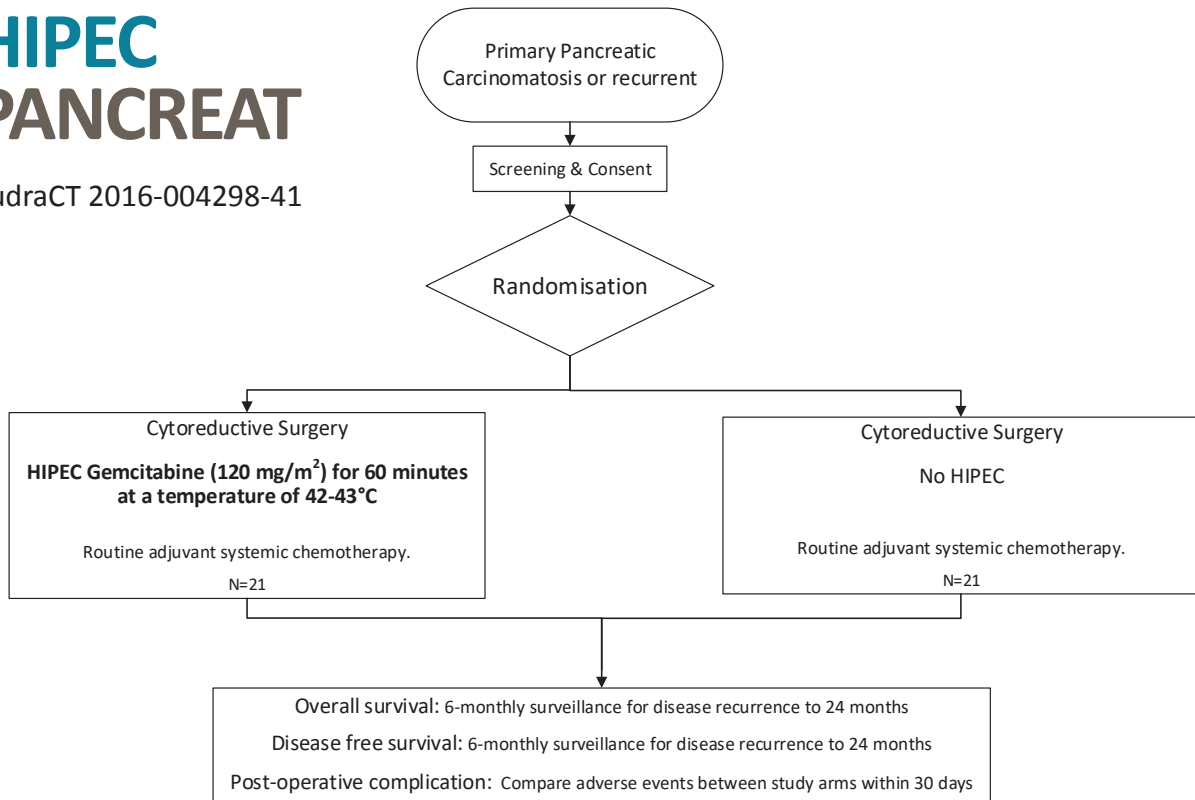 HIPEC
PANCREAT
udraCT 2016-004298-41
Primary Pancreatic
Carcinomatosis or recurrent
Screening & Consent
Randomisation
Cytoreductive Surgery
HIPEC Gemcitabine (120 mg/m²) for 60 minutes
at a temperature of 42-43°C
Routine adjuvant systemic chemotherapy.
N=21
Cytoreductive Surgery
No HIPEC
Routine adjuvant systemic chemotherapy.
N=21
Overall survival: 6-monthly surveillance for disease recurrence to 24 months
Disease free survival: 6-monthly surveillance for disease recurrence to 24 months
Post-operative complication: Compare adverse events between study arms within 30 days